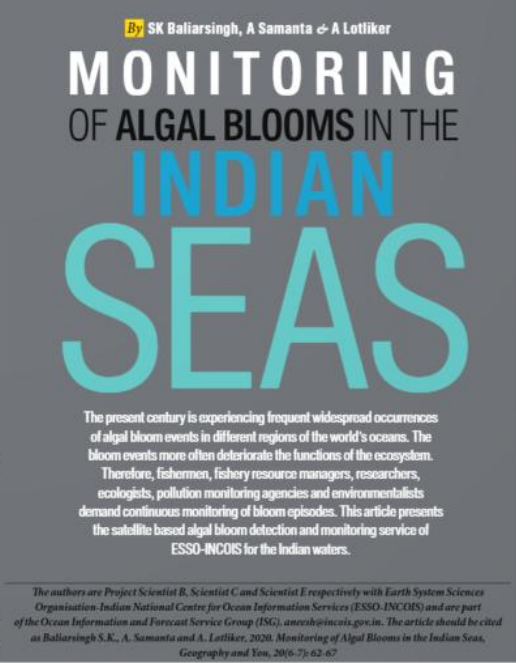 By SK Baliarsingh, A Samanta & A Lotliker
MONITORING
OF ALGAL BLOOMS IN THE
INDIAN
SEAS
The present century is experiencing frequent widespread occurrences
of algal bloom events in different regions of the world's oceans. The
bloom events more often deteriorate the functions of the ecosystem.
Therefore, fishermen, fishery resource managers, researchers,
ecologists, pollution monitoring agencies and environmentalists
demand continuous monitoring of bloom episodes. This article presents
the satellite based algal bloom detection and monitoring service of
ESSO-INCOIS for the Indian waters.
The authors are Project Scientist B, Scientist C and Scientist E respectively with Earth System Sciences
Organisation-Indian National Centre for Ocean Information Services (ESSO-INCOIS) and are part
of the Ocean Information and Forecast Service Group (ISG). aneesh@incois.gov.in. The article should be cited
as Baliarsingh S.K., A. Samanta and A. Lotliker, 2020. Monitoring of Algal Blooms in the Indian Seas,
Geography and You, 20(6-7): 62-67